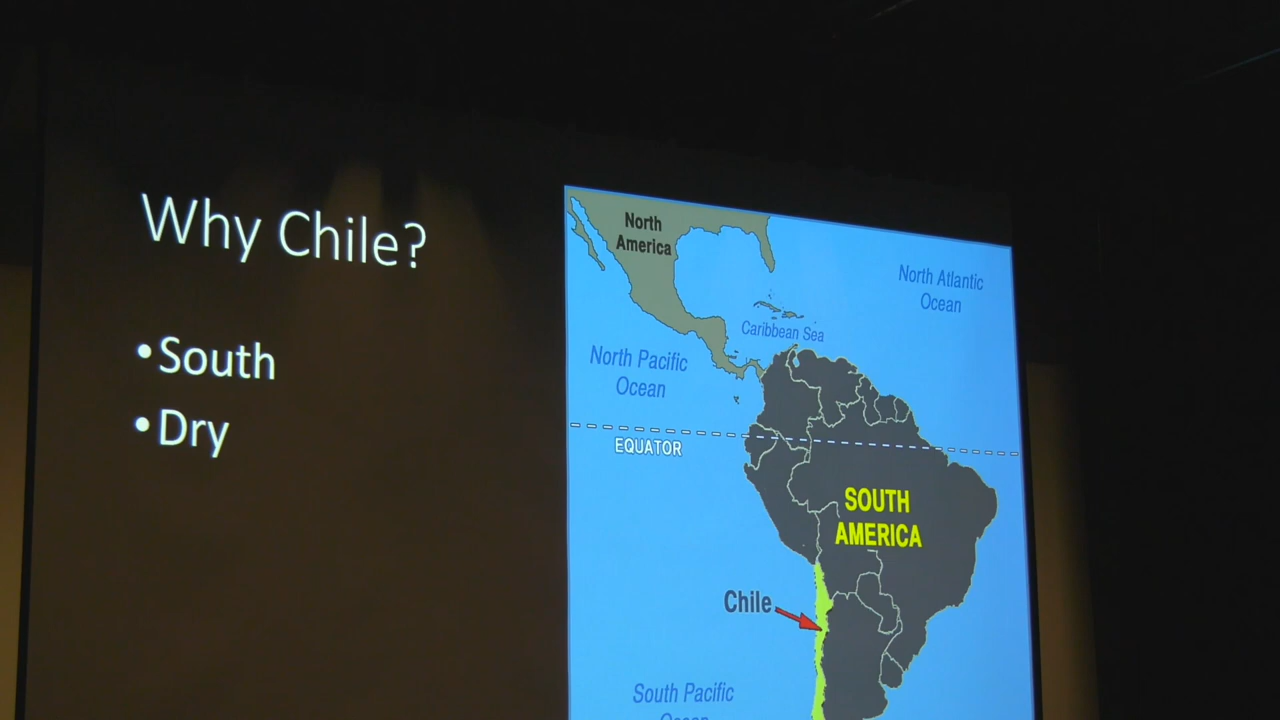 Why Chile?
•South
•Dry
North
America
North Atlantic
Ocean
Caribbean Sea
North Pacific
Ocean
EQUATOR
SOUTH
AMERICA
Chile
South Pacific
Ocean